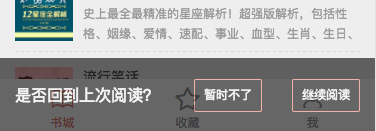 12星座全解析
史上最全最精准的星座解析！超强版解析，包括性
格、姻缘、爱情、速配、事业、血型、生肖、生日、
流行笑话
是否回到上次阅读？
暂时不了
继续阅读
书城
收藏
我